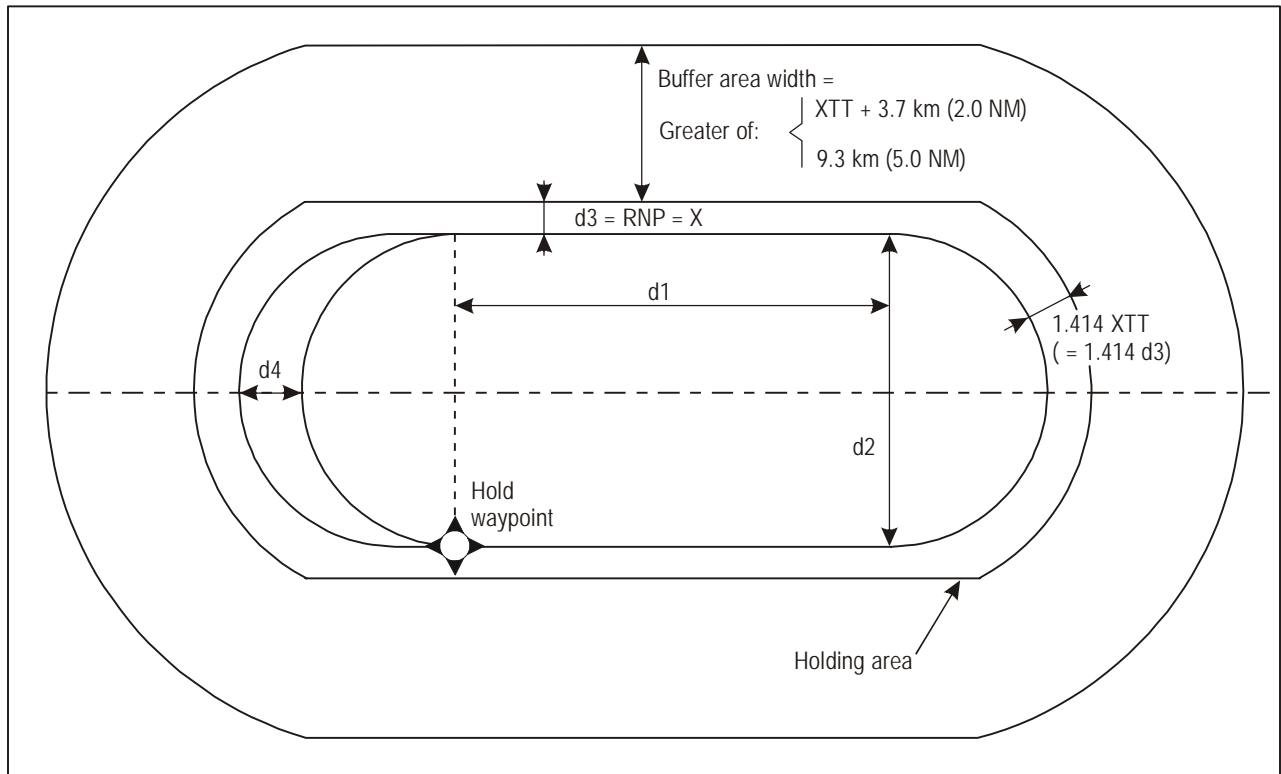 Buffer area width =
Greater of:
XTT + 3.7 km (2.0 NM)
9.3 km (5.0 NM)
d3 = RNP = X
d1
1.414 XTT
( = 1.414 d3)
d4
d2
Hold
waypoint
Holding area